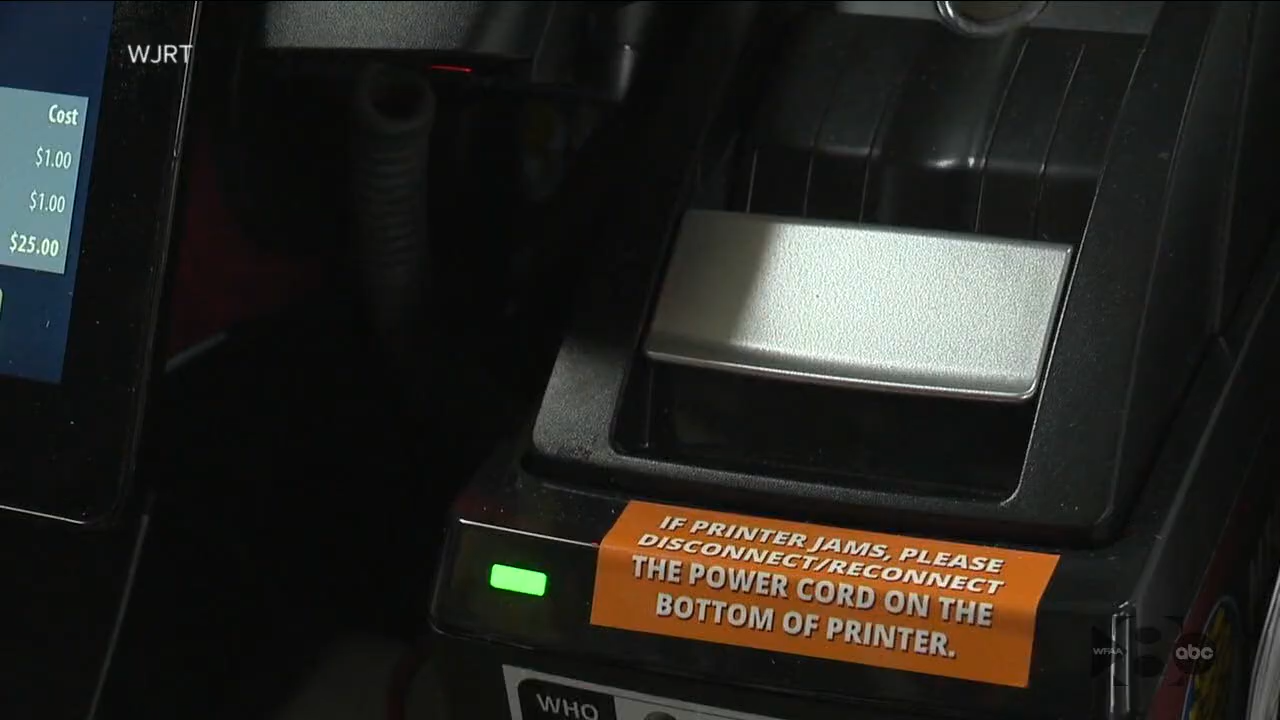 WJRT
Cost
$1.00
$1.00
$25.00
IF PRINTER JAMS, PLEASE
DISCONNECT/RECONNECT
THE POWER CORD ON THE
BOTTOM OF PRINTER.
WHO
WFAA 8 abc